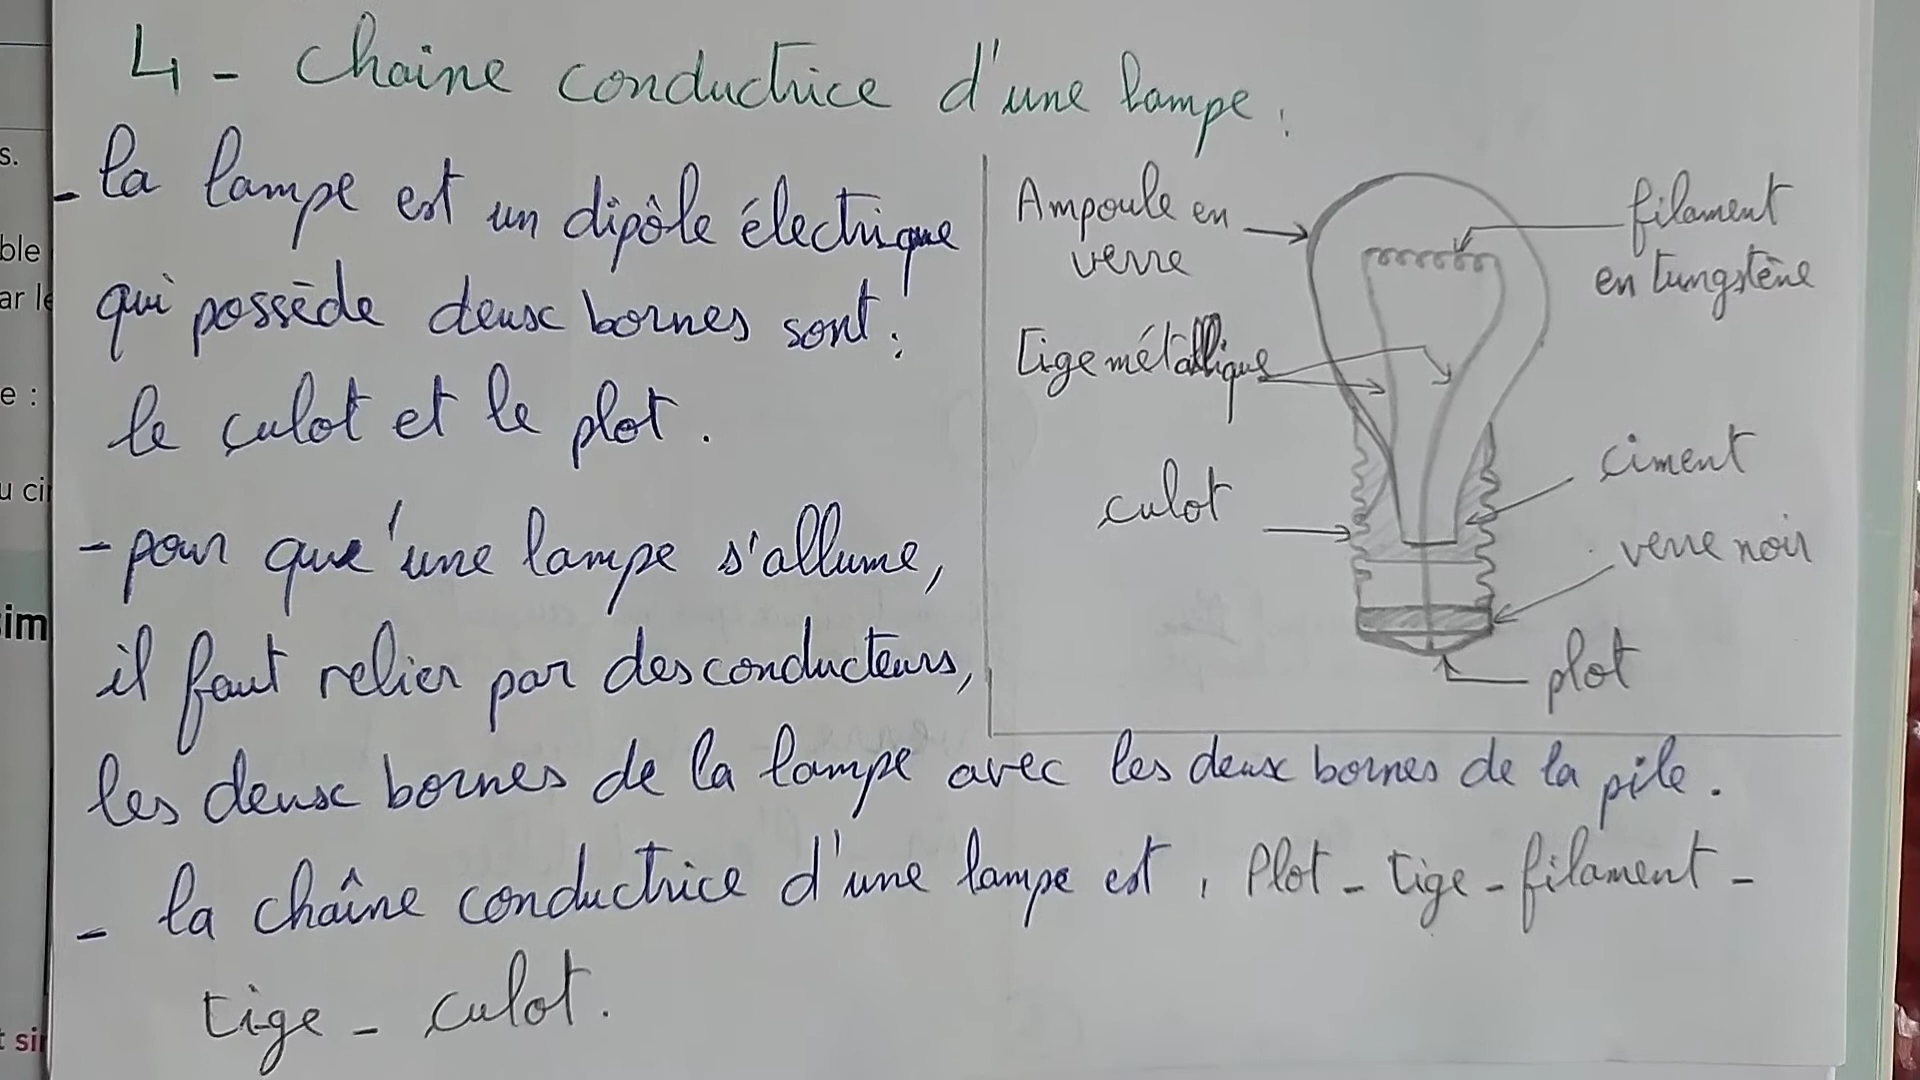 4 - chaine conductrice d'une lampe :
- la lampe est un dipôle électrique
qui possède deux bornes sont :
le culot et le plot.
- pour que'une lampe s'allume,
il faut relier par des conducteurs,
les deux bornes de la lampe avec les deux bornes de la pile.
- la chaîne conductrice d'une lampe est : Plot - tige - filament -
tige - culot.
Ampoule en
verre
filament
en tungstène
Tige métallique
culot
ciment
verre noir
plot
s.
ble
ar le
e :
u ci
sim
t sin